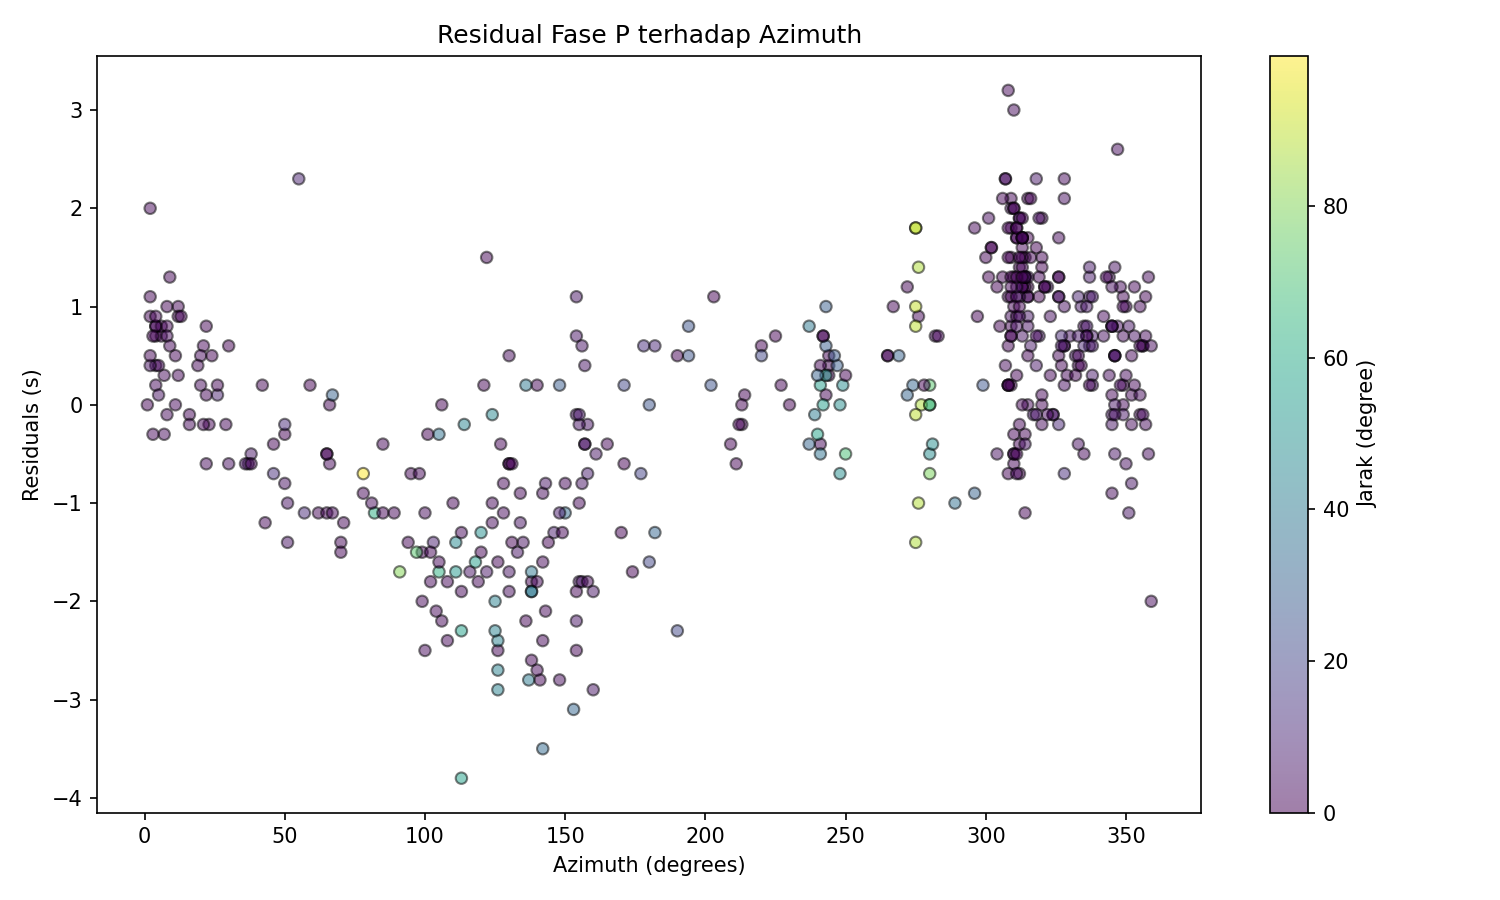 Residual Fase P terhadap Azimuth
Residuals (s)
3
2
1
0
−1
−2
−3
−4
0 50 100 150 200 250 300 350
Azimuth (degrees)
80
60
40
20
0
Jarak (degree)